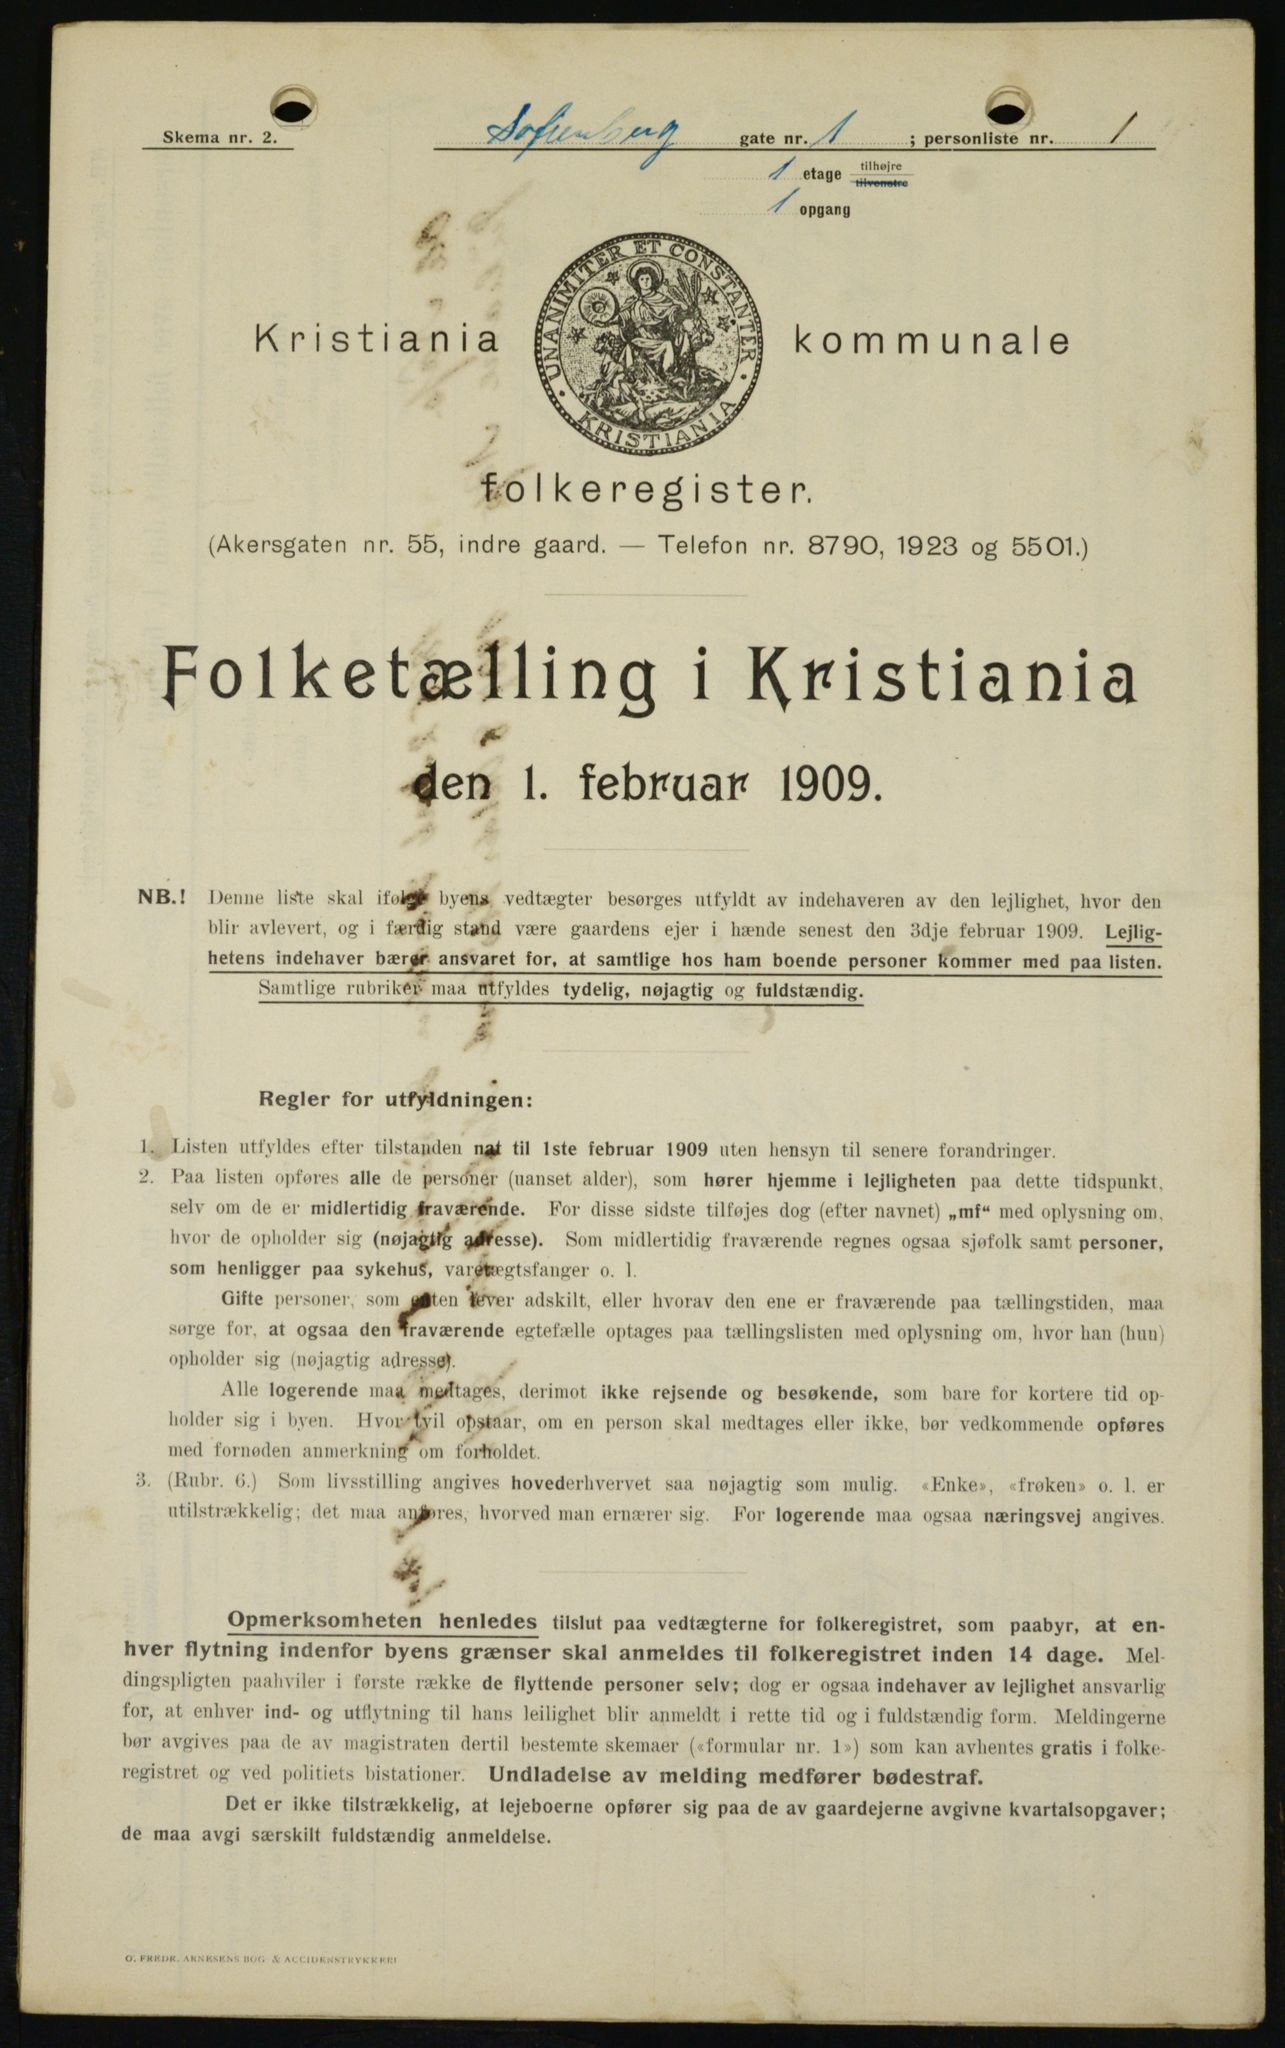 Skema nr. 2.
Sofienberg gate nr. 1 ; personliste nr. 1
1 etage tilhøjre
tilvenstre
1 opgang
UNANIMITER ET CONSTANTER
KRISTIANIA
Kristiania kommunale
folkeregister.
(Akersgaten nr. 55, indre gaard. — Telefon nr. 8790, 1923 og 5501.)
Folketælling i Kristiania
den 1. februar 1909.
NB.! Denne liste skal ifølge byens vedtægter besørges utfyldt av indehaveren av den lejlighet, hvor den
blir avlevert, og i færdig stand være gaardens ejer i hænde senest den 3dje februar 1909. Lejlig-
hetens indehaver bærer ansvaret for, at samtlige hos ham boende personer kommer med paa listen.
Samtlige rubriker maa utfyldes tydelig, nøjagtig og fuldstændig.
Regler for utfyldningen:
1. Listen utfyldes efter tilstanden nat til 1ste februar 1909 uten hensyn til senere forandringer.
2. Paa listen opføres alle de personer (uanset alder), som hører hjemme i lejligheten paa dette tidspunkt,
selv om de er midlertidig fraværende. For disse sidste tilføjes dog (efter navnet) „mf“ med oplysning om,
hvor de opholder sig (nøjagtig adresse). Som midlertidig fraværende regnes ogsaa sjøfolk samt personer,
som henligger paa sykehus, varetægtsfanger o. l.
Gifte personer, som enten lever adskilt, eller hvorav den ene er fraværende paa tællingstiden, maa
sørge for, at ogsaa den fraværende egtefælle optages paa tællingslisten med oplysning om, hvor han (hun)
opholder sig (nøjagtig adresse).
Alle logerende maa medtages, derimot ikke rejsende og besøkende, som bare for kortere tid op-
holder sig i byen. Hvor tvil opstaar, om en person skal medtages eller ikke, bør vedkommende opføres
med fornøden anmerkning om forholdet.
3. (Rubr. 6.) Som livsstilling angives hovederhvervet saa nøjagtig som mulig. «Enke», «frøken» o. l. er
utilstrækkelig; det maa anføres, hvorved man ernærer sig. For logerende maa ogsaa næringsvej angives.
Opmerksomheten henledes tilslut paa vedtægterne for folkeregistret, som paabyr, at en-
hver flytning indenfor byens grænser skal anmeldes til folkeregistret inden 14 dage. Mel-
dingspligten paahviler i første række de flyttende personer selv; dog er ogsaa indehaver av lejlighet ansvarlig
for, at enhver ind- og utflytning til hans leilighet blir anmeldt i rette tid og i fuldstændig form. Meldingerne
bør avgives paa de av magistraten dertil bestemte skemaer («formular nr. 1») som kan avhentes gratis i folke-
registret og ved politiets bistationer. Undladelse av melding medfører bødestraf.
Det er ikke tilstrækkelig, at lejeboerne opfører sig paa de av gaardejerne avgivne kvartalsopgaver;
de maa avgi særskilt fuldstændig anmeldelse.
O. FREDR. ARNESENS BOG & ACCIDENSTRYKKERI